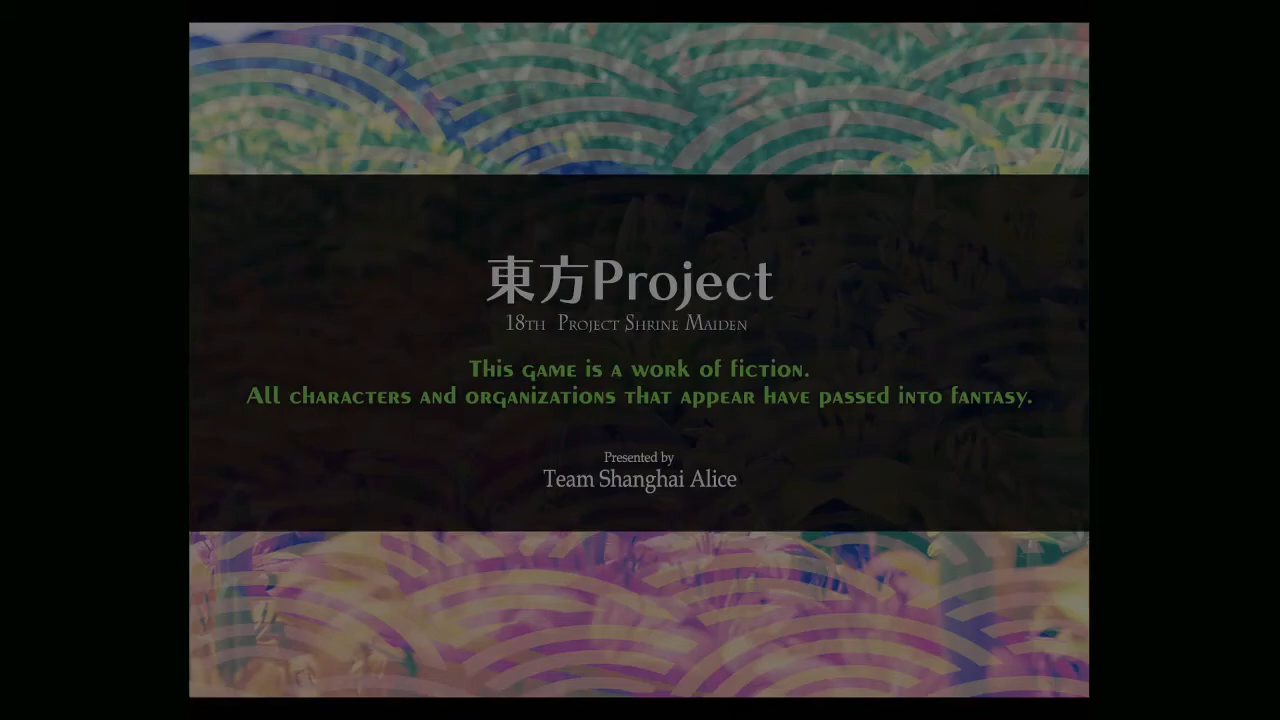 東方Project
18th Project Shrine Maiden
This game is a work of fiction.
All characters and organizations that appear have passed into fantasy.
Presented by
Team Shanghai Alice